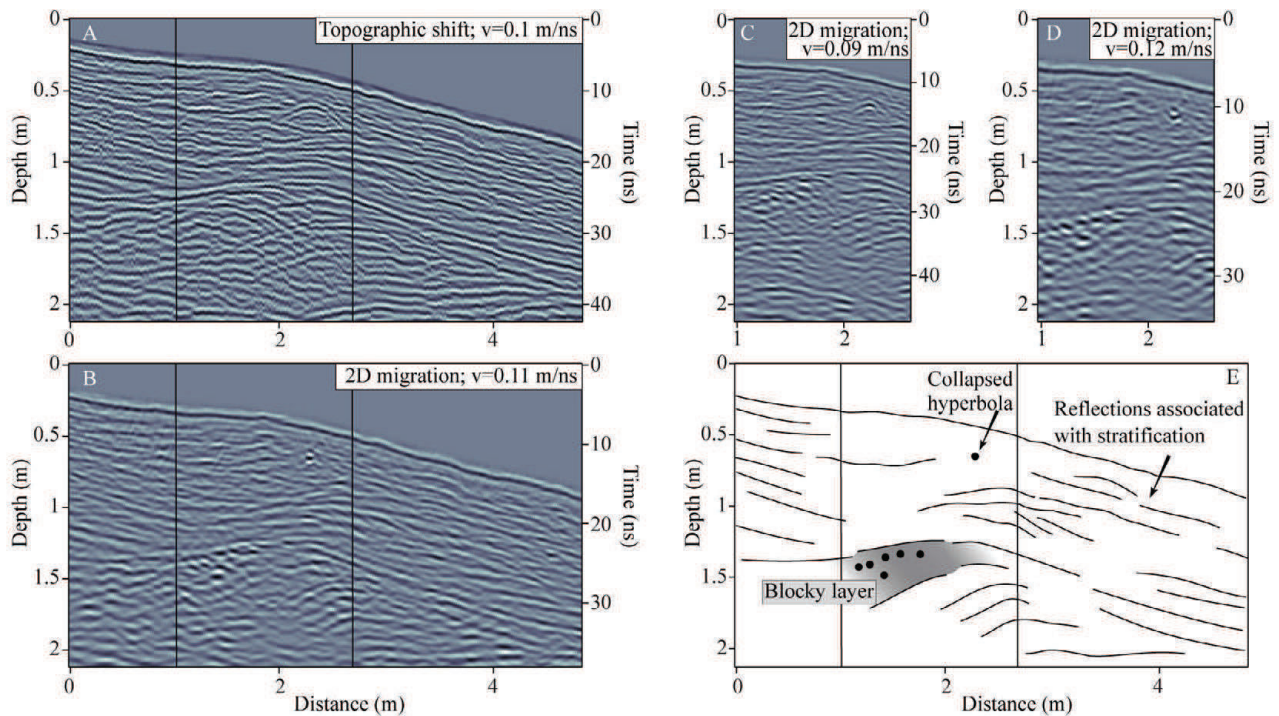 A
Topographic shift; v=0.1 m/ns
0
0.5
1
1.5
2
Depth (m)
0
10
20
30
40
Time (ns)
0
2
4
B
2D migration; v=0.11 m/ns
0
0.5
1
1.5
2
Depth (m)
0
10
20
30
Time (ns)
0
2
4
Distance (m)
C
2D migration;
v=0.09 m/ns
0
0.5
1
1.5
2
Depth (m)
0
10
20
30
40
Time (ns)
1
2
D
2D migration;
v=0.12 m/ns
0
0.5
1
1.5
2
Depth (m)
0
10
20
30
Time (ns)
1
2
E
Collapsed
hyperbola
Reflections associated
with stratification
Blocky layer
0
0.5
1
1.5
2
Depth (m)
0
2
4
Distance (m)